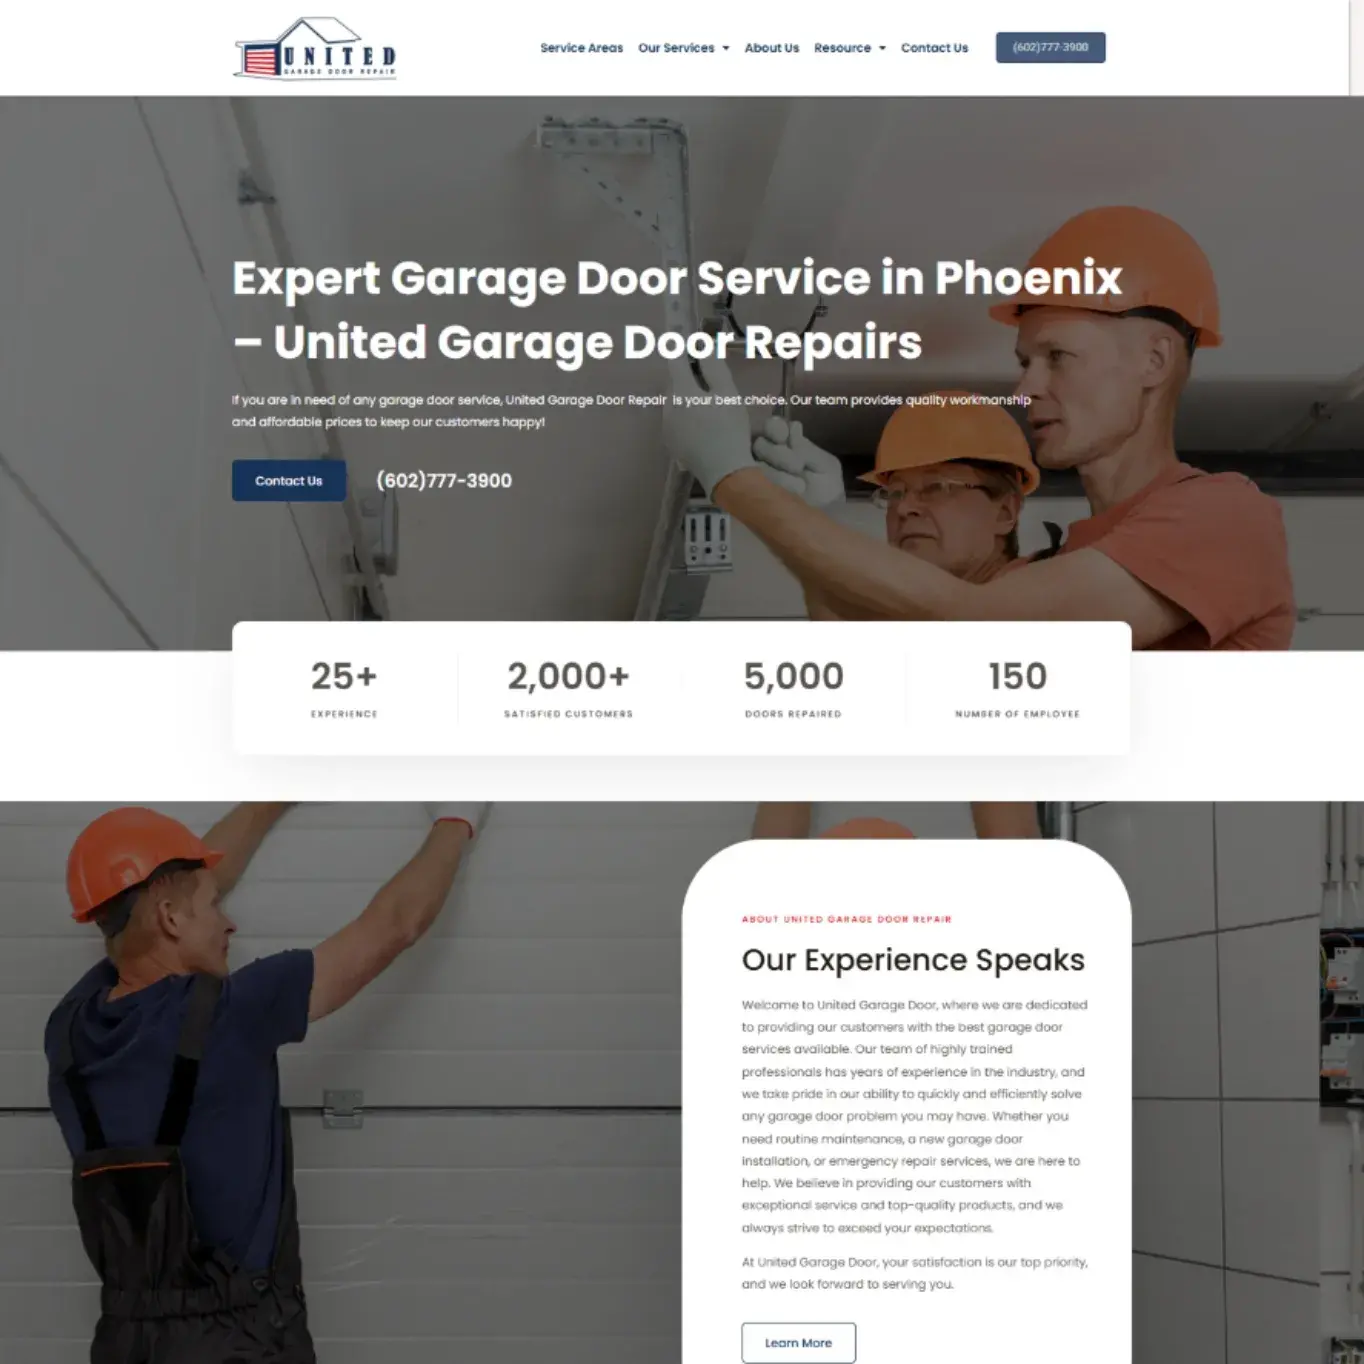 UNITED
GARAGE DOOR REPAIR
Service Areas Our Services About Us Resource Contact Us (602)777-3900
Expert Garage Door Service in Phoenix
– United Garage Door Repairs
If you are in need of any garage door service, United Garage Door Repair is your best choice. Our team provides quality workmanship
and affordable prices to keep our customers happy!
Contact Us (602)777-3900
25+ 2,000+ 5,000 150
EXPERIENCE SATISFIED CUSTOMERS DOORS REPAIRED NUMBER OF EMPLOYEE
ABOUT UNITED GARAGE DOOR REPAIR
Our Experience Speaks
Welcome to United Garage Door, where we are dedicated
to providing our customers with the best garage door
services available. Our team of highly trained
professionals has years of experience in the industry, and
we take pride in our ability to quickly and efficiently solve
any garage door problem you may have. Whether you
need routine maintenance, a new garage door
installation, or emergency repair services, we are here to
help. We believe in providing our customers with
exceptional service and top-quality products, and we
always strive to exceed your expectations.
At United Garage Door, your satisfaction is our top priority,
and we look forward to serving you.
Learn More